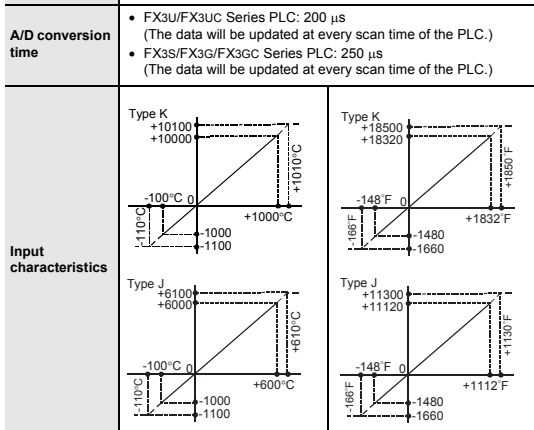 A/D conversion
time
• FX3U/FX3UC Series PLC: 200 μs
(The data will be updated at every scan time of the PLC.)
• FX3S/FX3G/FX3GC Series PLC: 250 μs
(The data will be updated at every scan time of the PLC.)
Input
characteristics
Type K
+10100
+10000
-100°C 0
+1010°C
+1000°C
-110°C
-1000
-1100
Type K
+18500
+18320
-148°F 0
+1850°F
+1832°F
-166°F
-1480
-1660
Type J
+6100
+6000
-100°C 0
+610°C
+600°C
-110°C
-1000
-1100
Type J
+11300
+11120
-148°F 0
+1130°F
+1112°F
-166°F
-1480
-1660